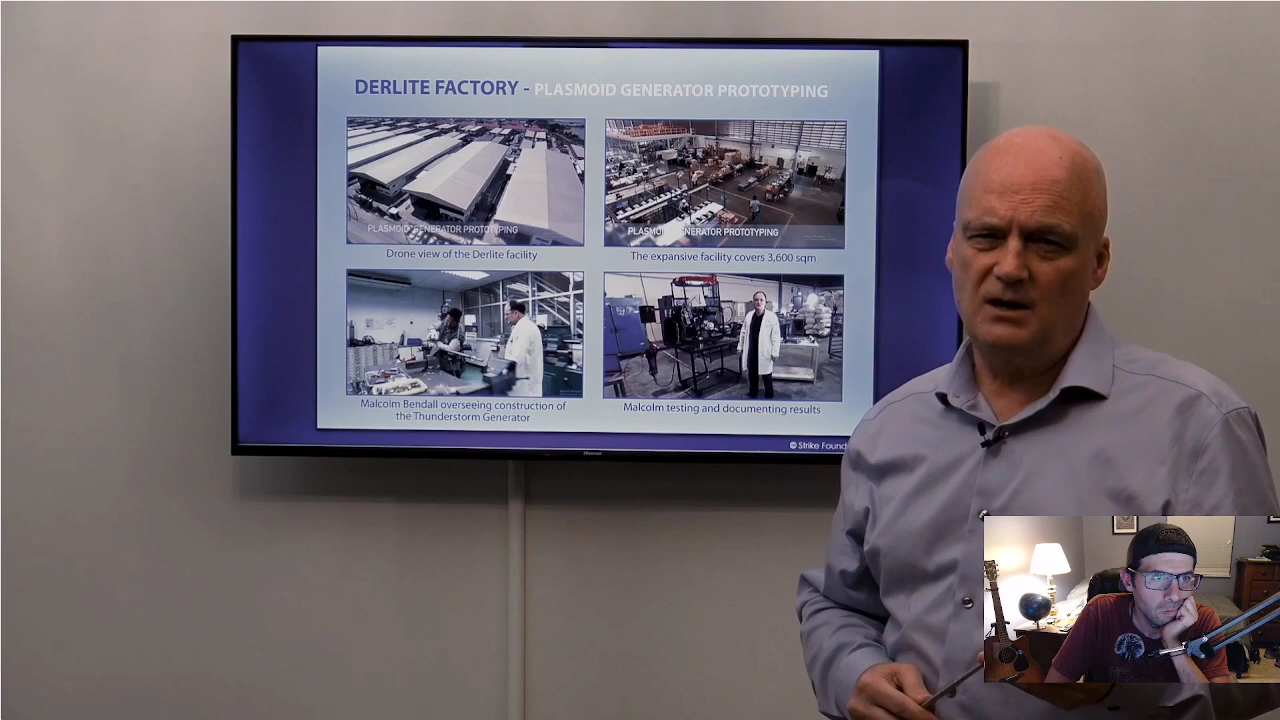 DERLITE FACTORY - PLASMOID GENERATOR PROTOTYPING
PLASMOID GENERATOR PROTOTYPING
PLASMOID GENERATOR PROTOTYPING
Drone view of the Derlite facility
The expansive facility covers 3,600 sqm
Malcolm Bendall overseeing construction of
the Thunderstorm Generator
Malcolm testing and documenting results
© Strike Found
Hisense